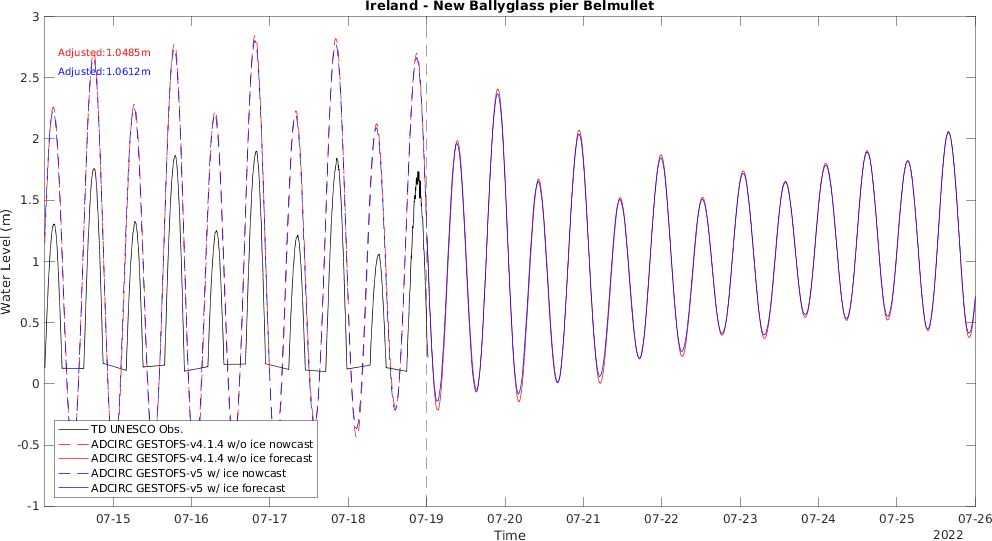 Ireland - New Ballyglass pier Belmullet
Adjusted:1.0485m
Adjusted:1.0612m
3
2.5
2
1.5
1
0.5
0
-0.5
-1
Water Level (m)
TD UNESCO Obs.
ADCIRC GESTOFS-v4.1.4 w/o ice nowcast
ADCIRC GESTOFS-v4.1.4 w/o ice forecast
ADCIRC GESTOFS-v5 w/ ice nowcast
ADCIRC GESTOFS-v5 w/ ice forecast
07-15 07-16 07-17 07-18 07-19 07-20 07-21 07-22 07-23 07-24 07-25 07-26
Time
2022